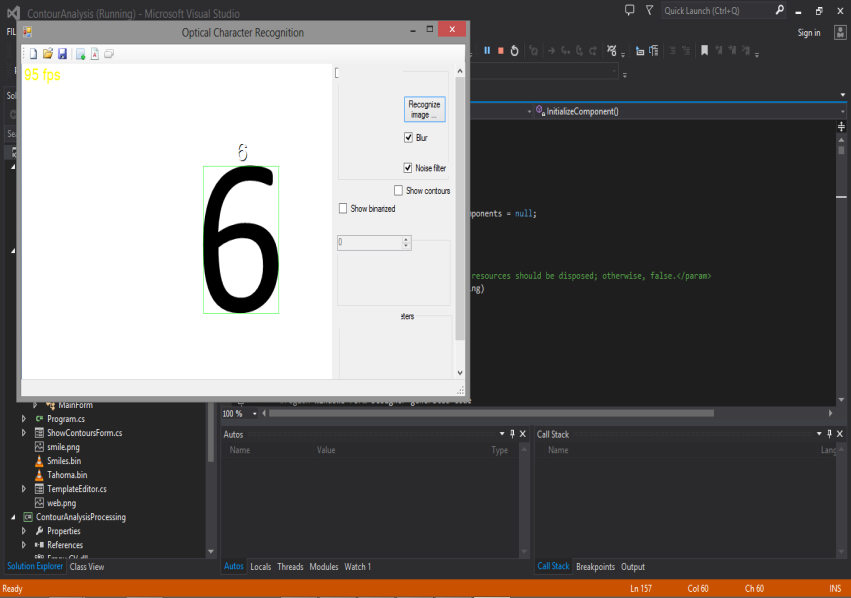 ContourAnalysis (Running) - Microsoft Visual Studio
Quick Launch (Ctrl+Q)
Sign in
Optical Character Recognition
95 fps
6
6
Recognize
image ...
Blur
Noise filter
Show contours
Show binarized
0
InitializeComponent()
ponents = null;
resources should be disposed; otherwise, false.</param>
ng)
100 %
MainForm
Program.cs
ShowContoursForm.cs
smile.png
Smiles.bin
Tahoma.bin
TemplateEditor.cs
web.png
ContourAnalysisProcessing
Properties
References
Solution Explorer Class View
Autos
Name Value Type
Autos Locals Threads Modules Watch 1
Call Stack
Name Lang
Call Stack Breakpoints Output
Ready Ln 157 Col 60 Ch 60 INS